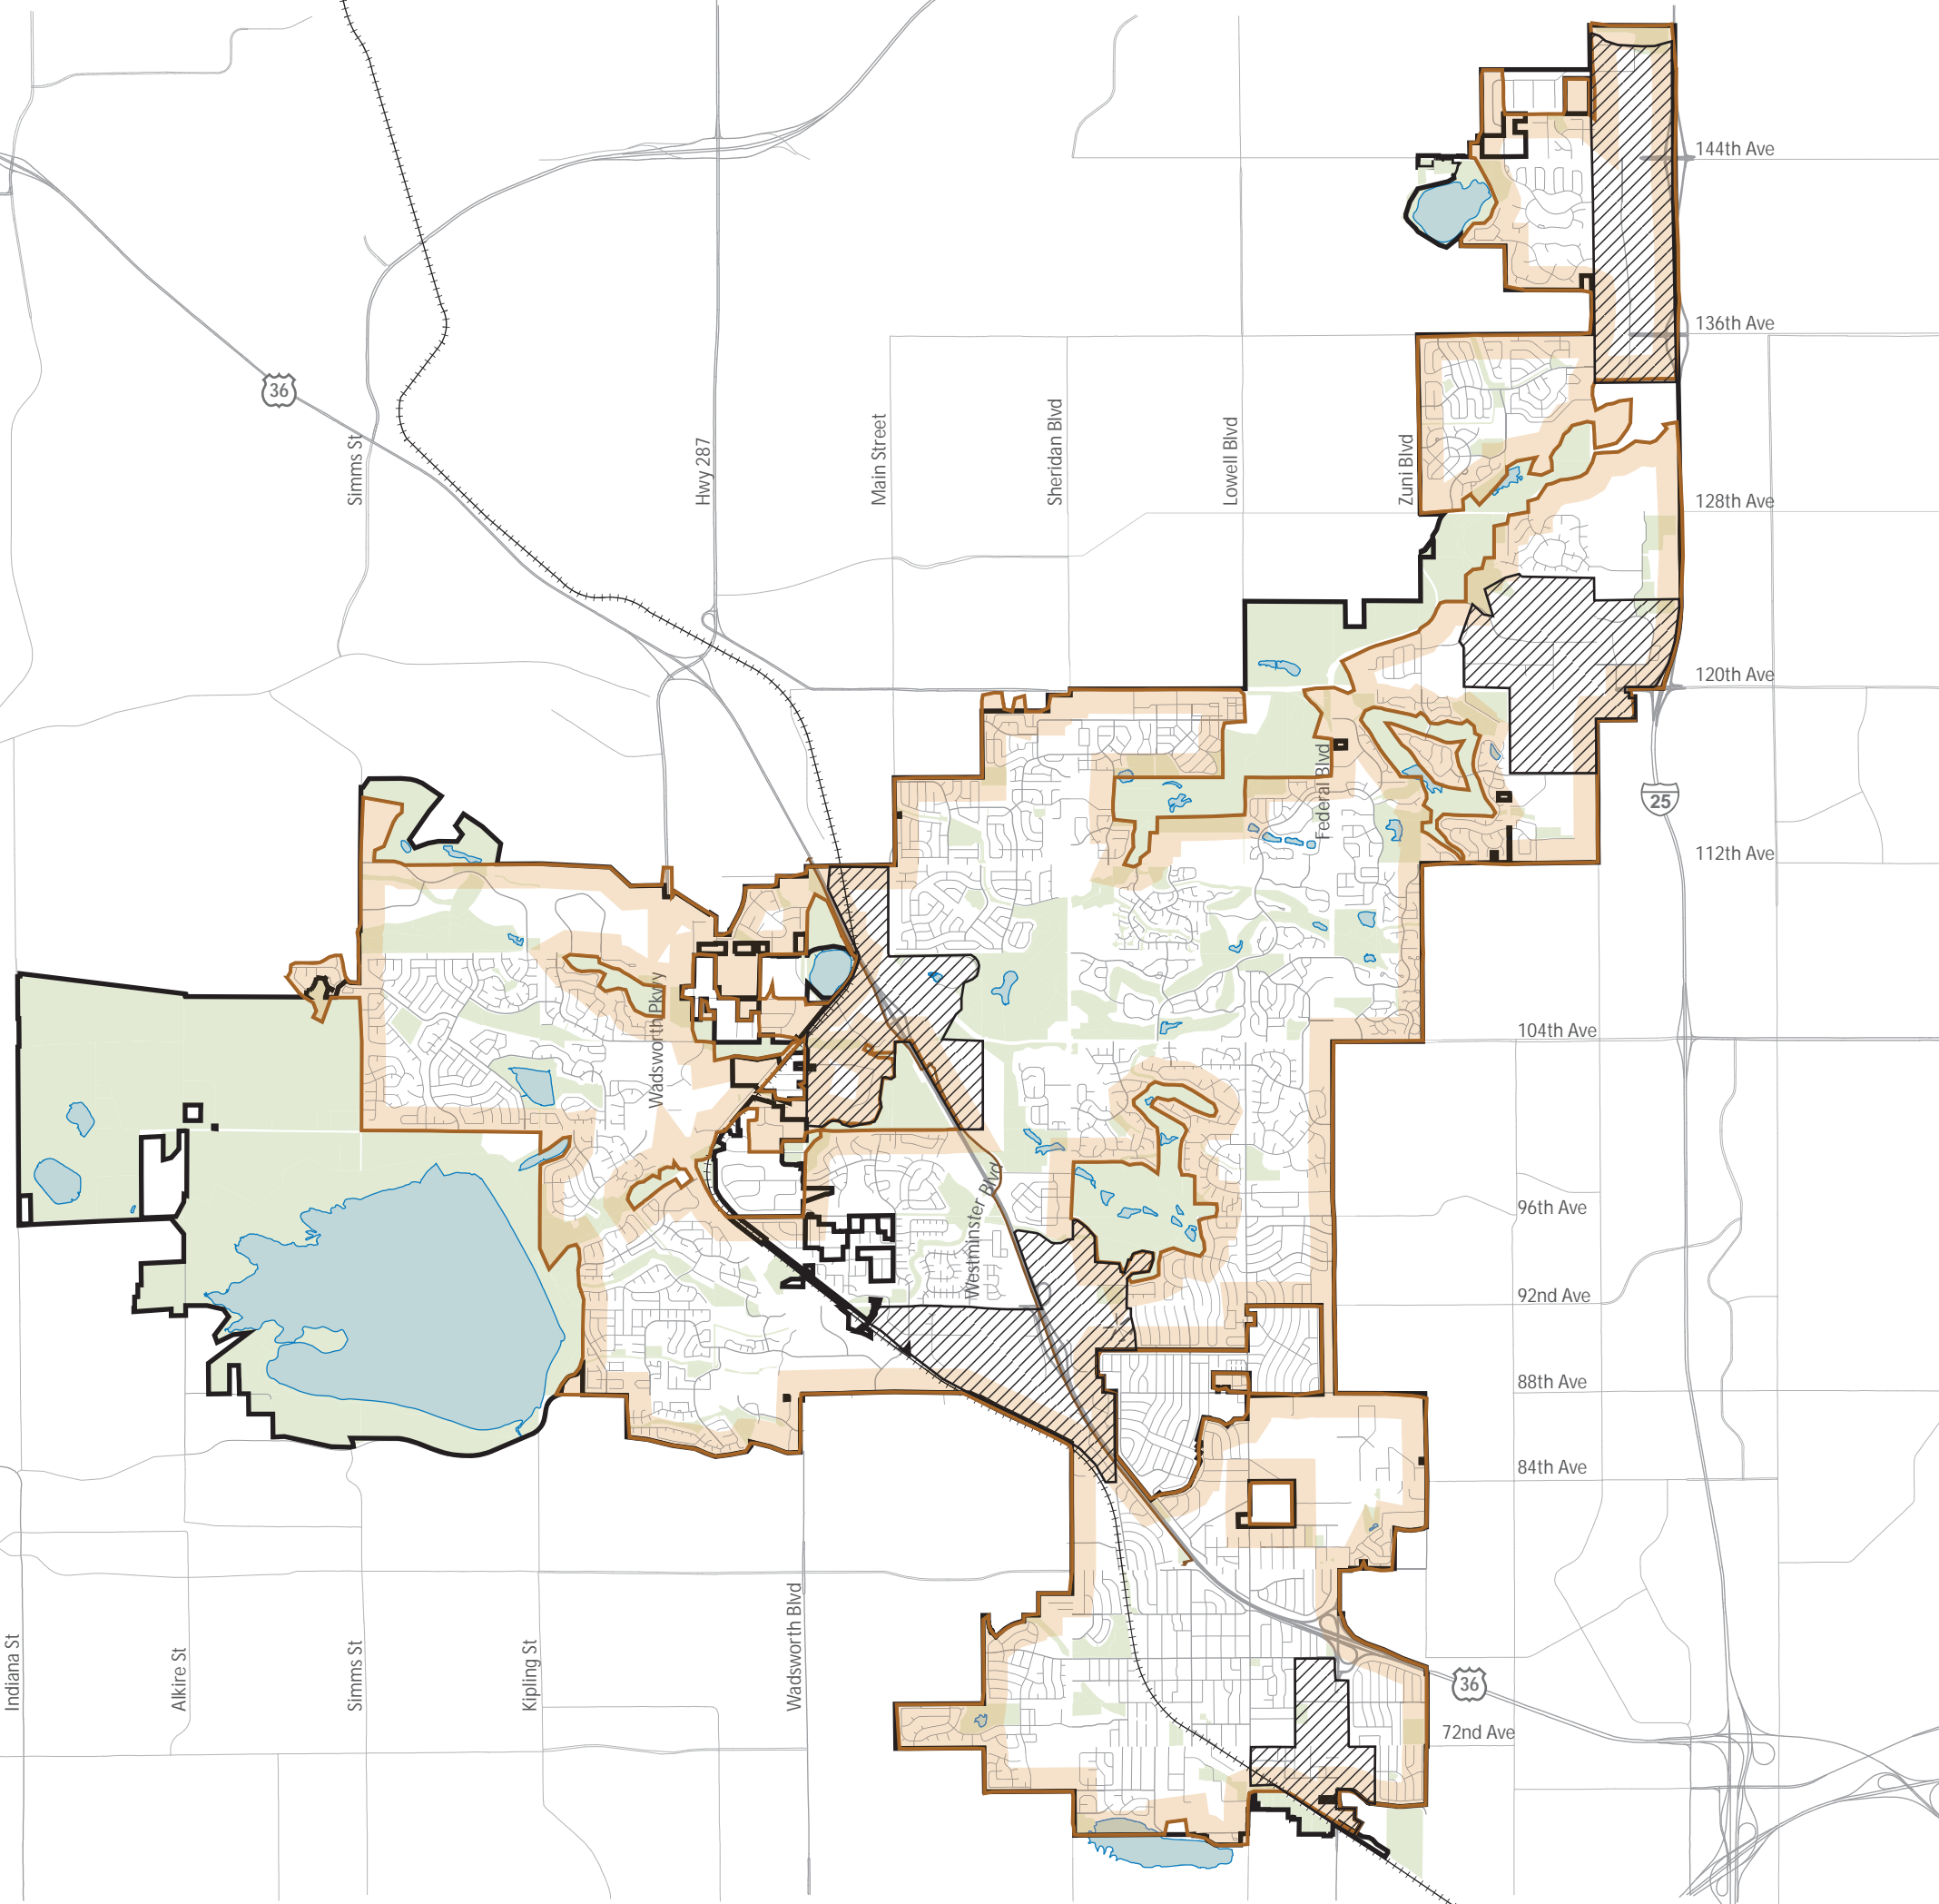 144th Ave
136th Ave
36
Simms St
Hwy 287
Main Street
Sheridan Blvd
Lowell Blvd
Zuni Blvd
128th Ave
120th Ave
Federal Blvd
25
112th Ave
Wadsworth Pkwy
104th Ave
Westminster Blvd
96th Ave
92nd Ave
88th Ave
84th Ave
Indiana St
Alkire St
Simms St
Kipling St
Wadsworth Blvd
36
72nd Ave